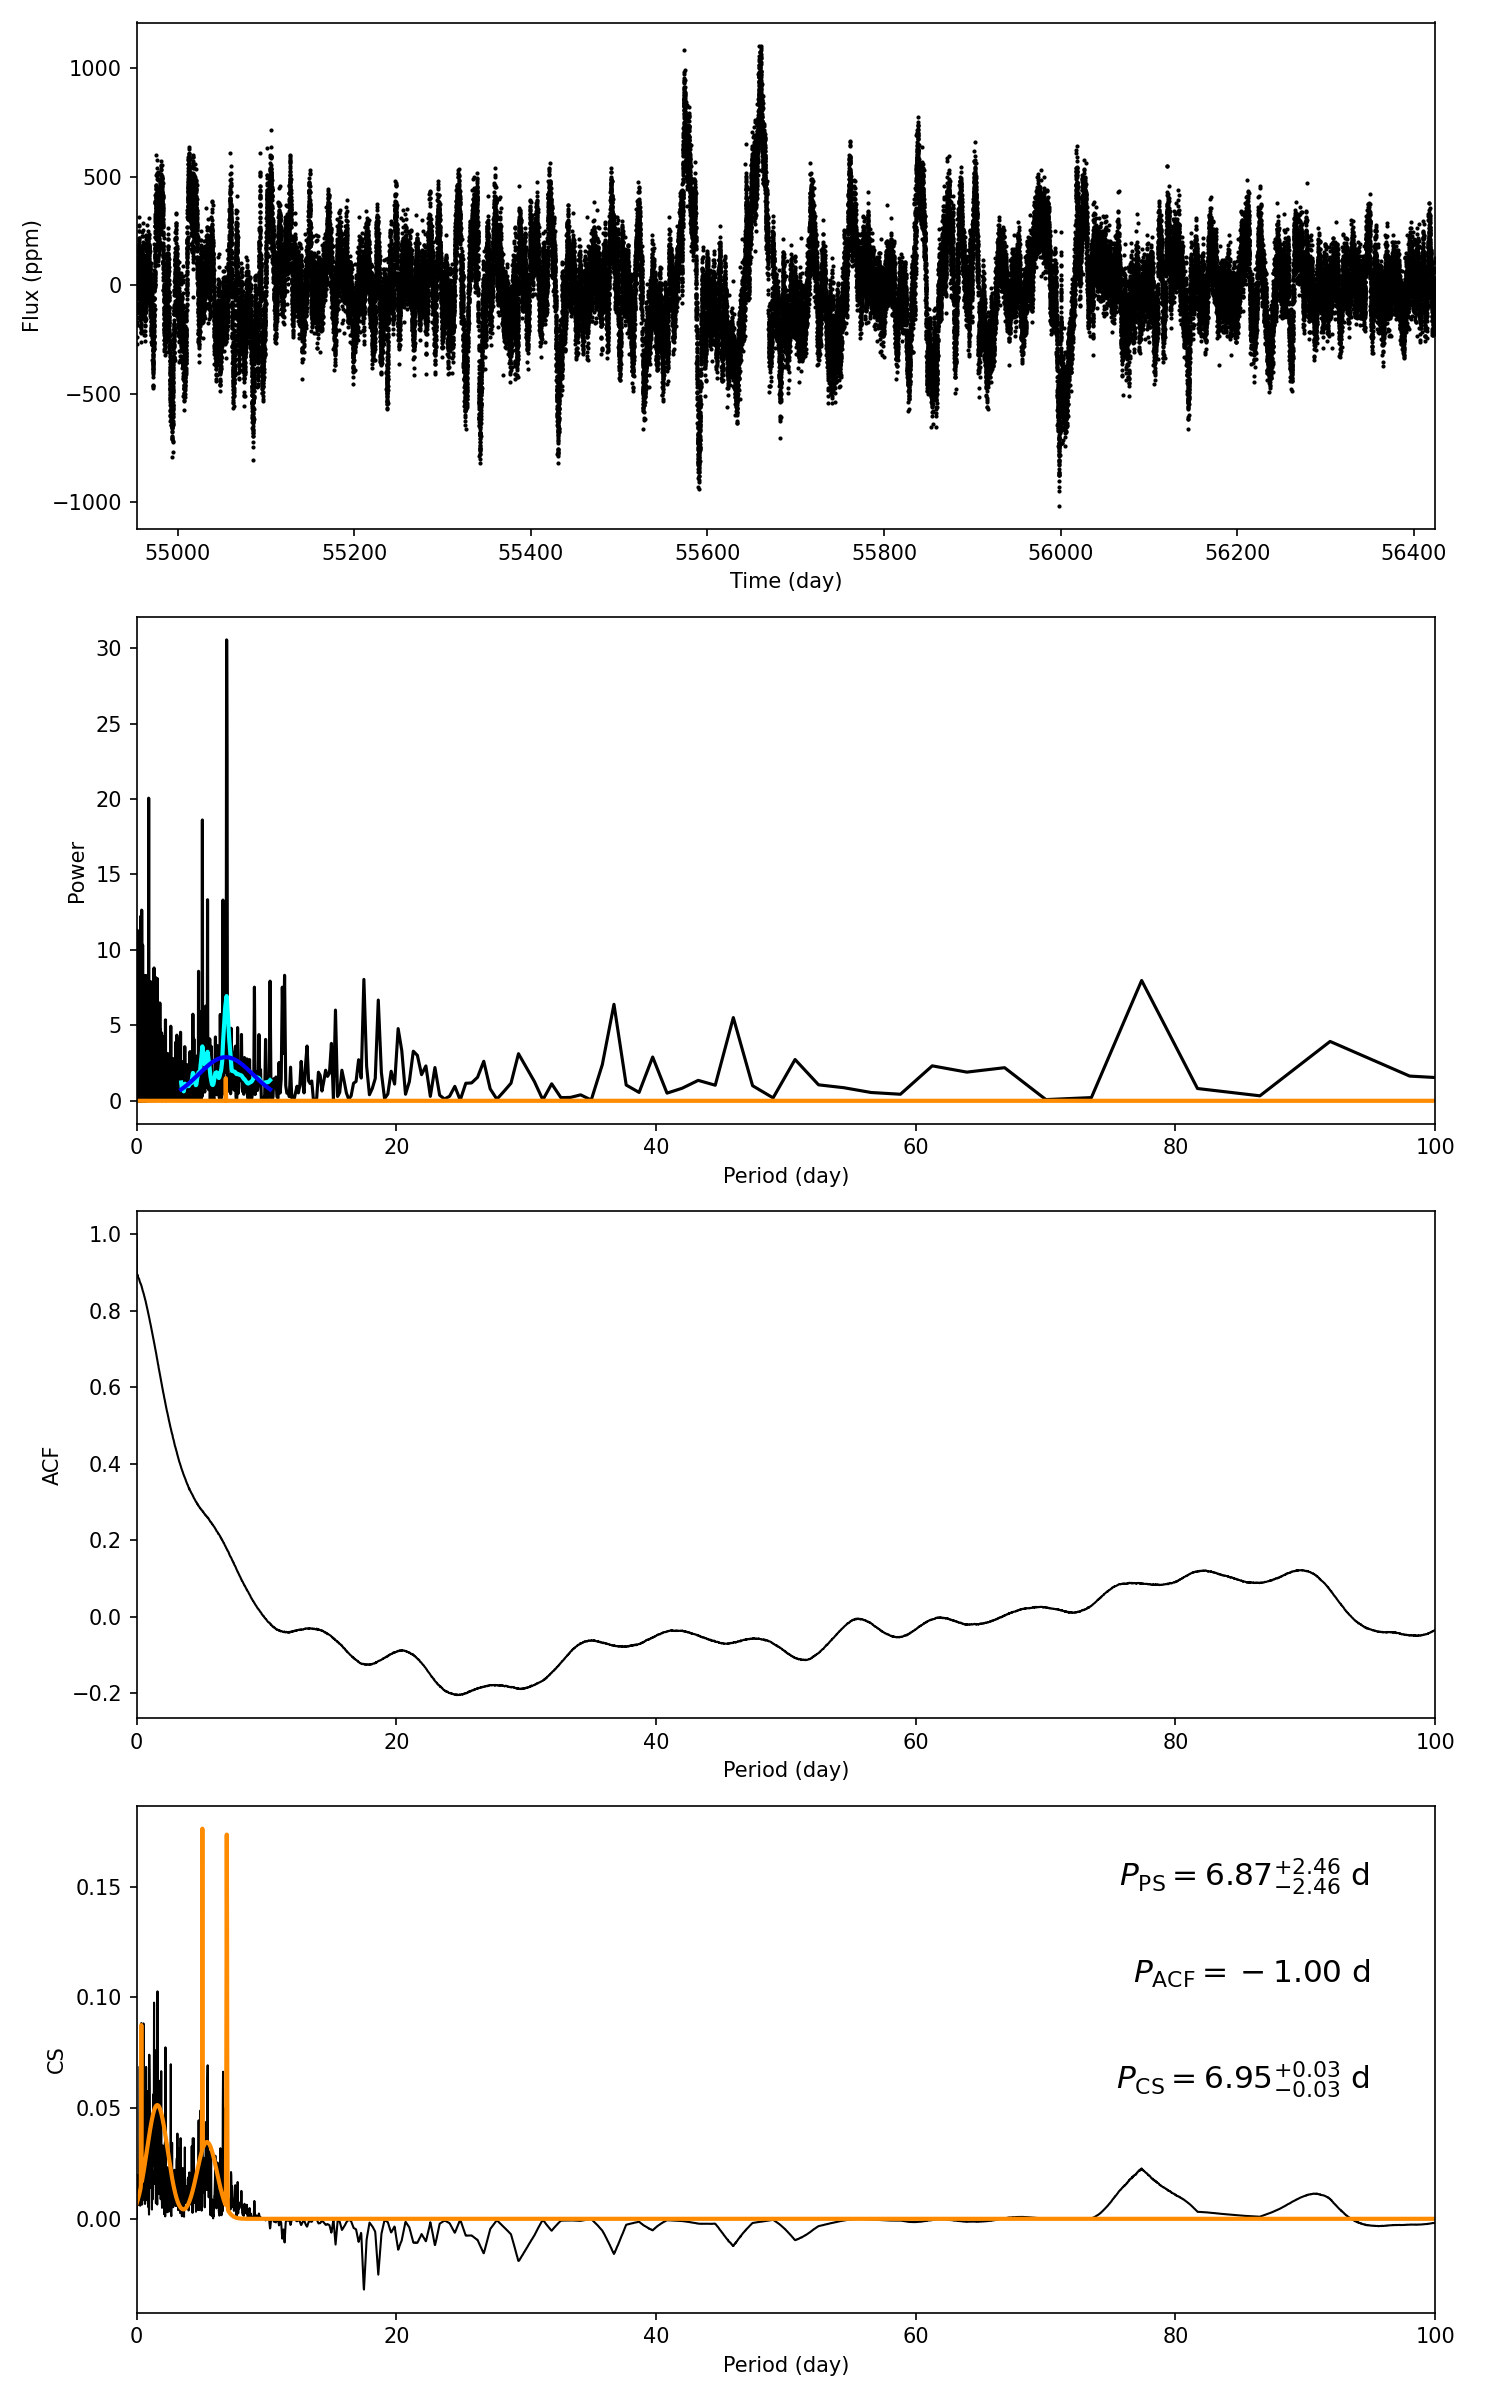 1000
500
0
−500
−1000
Flux (ppm)
55000 55200 55400 55600 55800 56000 56200 56400
Time (day)
30
25
20
15
10
5
0
Power
0 20 40 60 80 100
Period (day)
1.0
0.8
0.6
0.4
0.2
0.0
−0.2
ACF
0 20 40 60 80 100
Period (day)
0.15
0.10
0.05
0.00
CS
P_PS = 6.87^{+2.46}_{−2.46} d
P_ACF = −1.00 d
P_CS = 6.95^{+0.03}_{−0.03} d
0 20 40 60 80 100
Period (day)